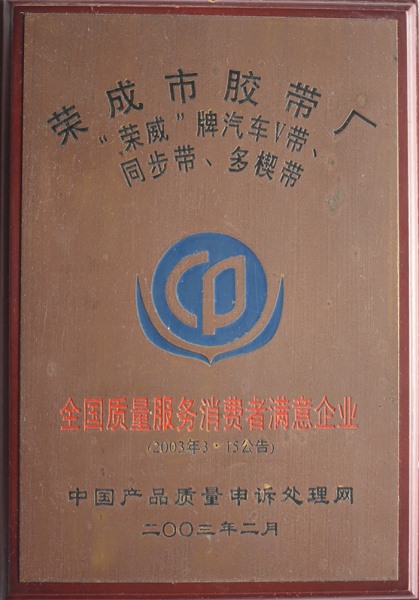 荣成市胶带厂
“荣威”牌汽车V带、
同步带、多楔带
CP
全国质量服务消费者满意企业
(2003年3·15公告)
中国产品质量申诉处理网
二〇〇三年二月